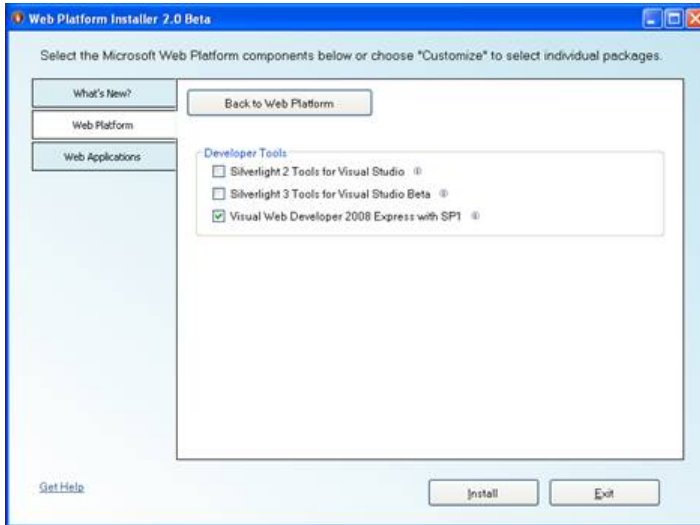 Web Platform Installer 2.0 Beta
Select the Microsoft Web Platform components below or choose "Customize" to select individual packages.
What's New?
Web Platform
Web Applications
Back to Web Platform
Developer Tools
Silverlight 2 Tools for Visual Studio
Silverlight 3 Tools for Visual Studio Beta
Visual Web Developer 2008 Express with SP1
Get Help
Install
Exit